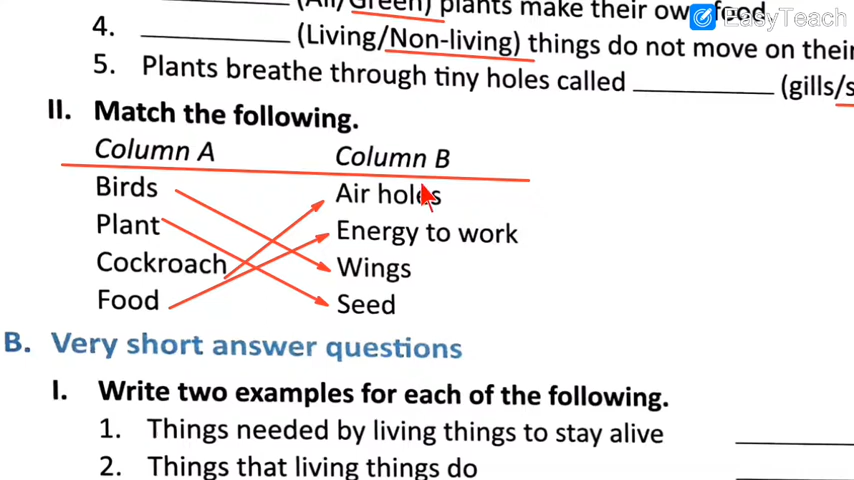 (All/Green) plants make their own food.
EasyTeach
4. __________ (Living/Non-living) things do not move on their
5. Plants breathe through tiny holes called __________ (gills/s
II. Match the following.
Column A Column B
Birds Air holes
Plant Energy to work
Cockroach Wings
Food Seed
B. Very short answer questions
I. Write two examples for each of the following.
1. Things needed by living things to stay alive
2. Things that living things do